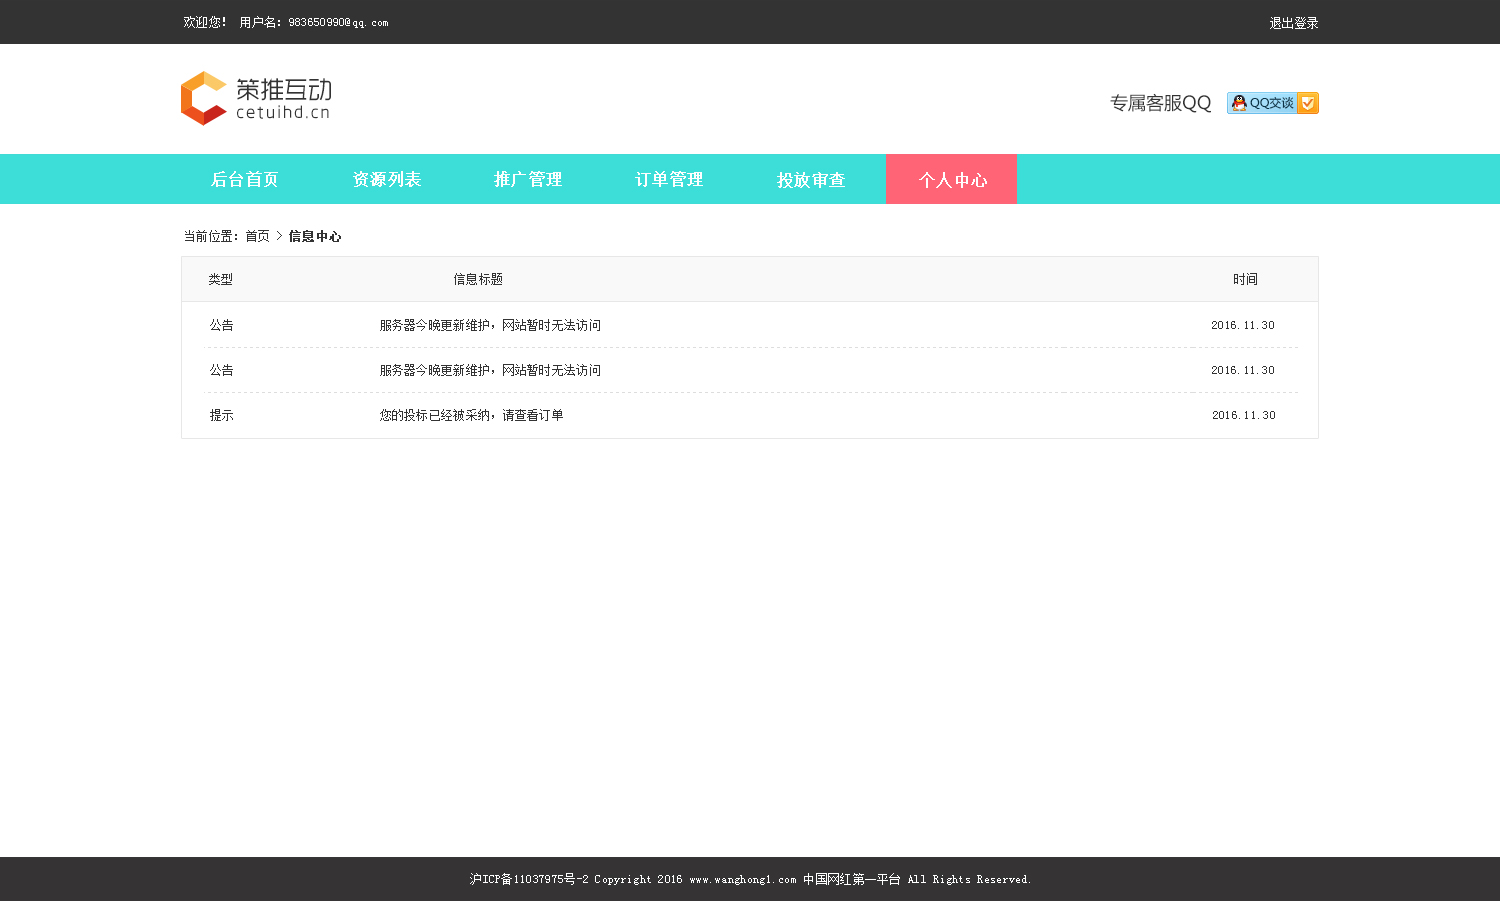 欢迎您！ 用户名：983650990@qq.com 退出登录
策推互动
cetuihd.cn
专属客服QQ QQ交谈
后台首页 资源列表 推广管理 订单管理 投放审查 个人中心
当前位置：首页 > 信息中心
类型 信息标题 时间
公告 服务器今晚更新维护，网站暂时无法访问 2016.11.30
公告 服务器今晚更新维护，网站暂时无法访问 2016.11.30
提示 您的投标已经被采纳，请查看订单 2016.11.30
沪ICP备11037975号-2 Copyright 2016 www.wanghong1.com 中国网红第一平台 All Rights Reserved.